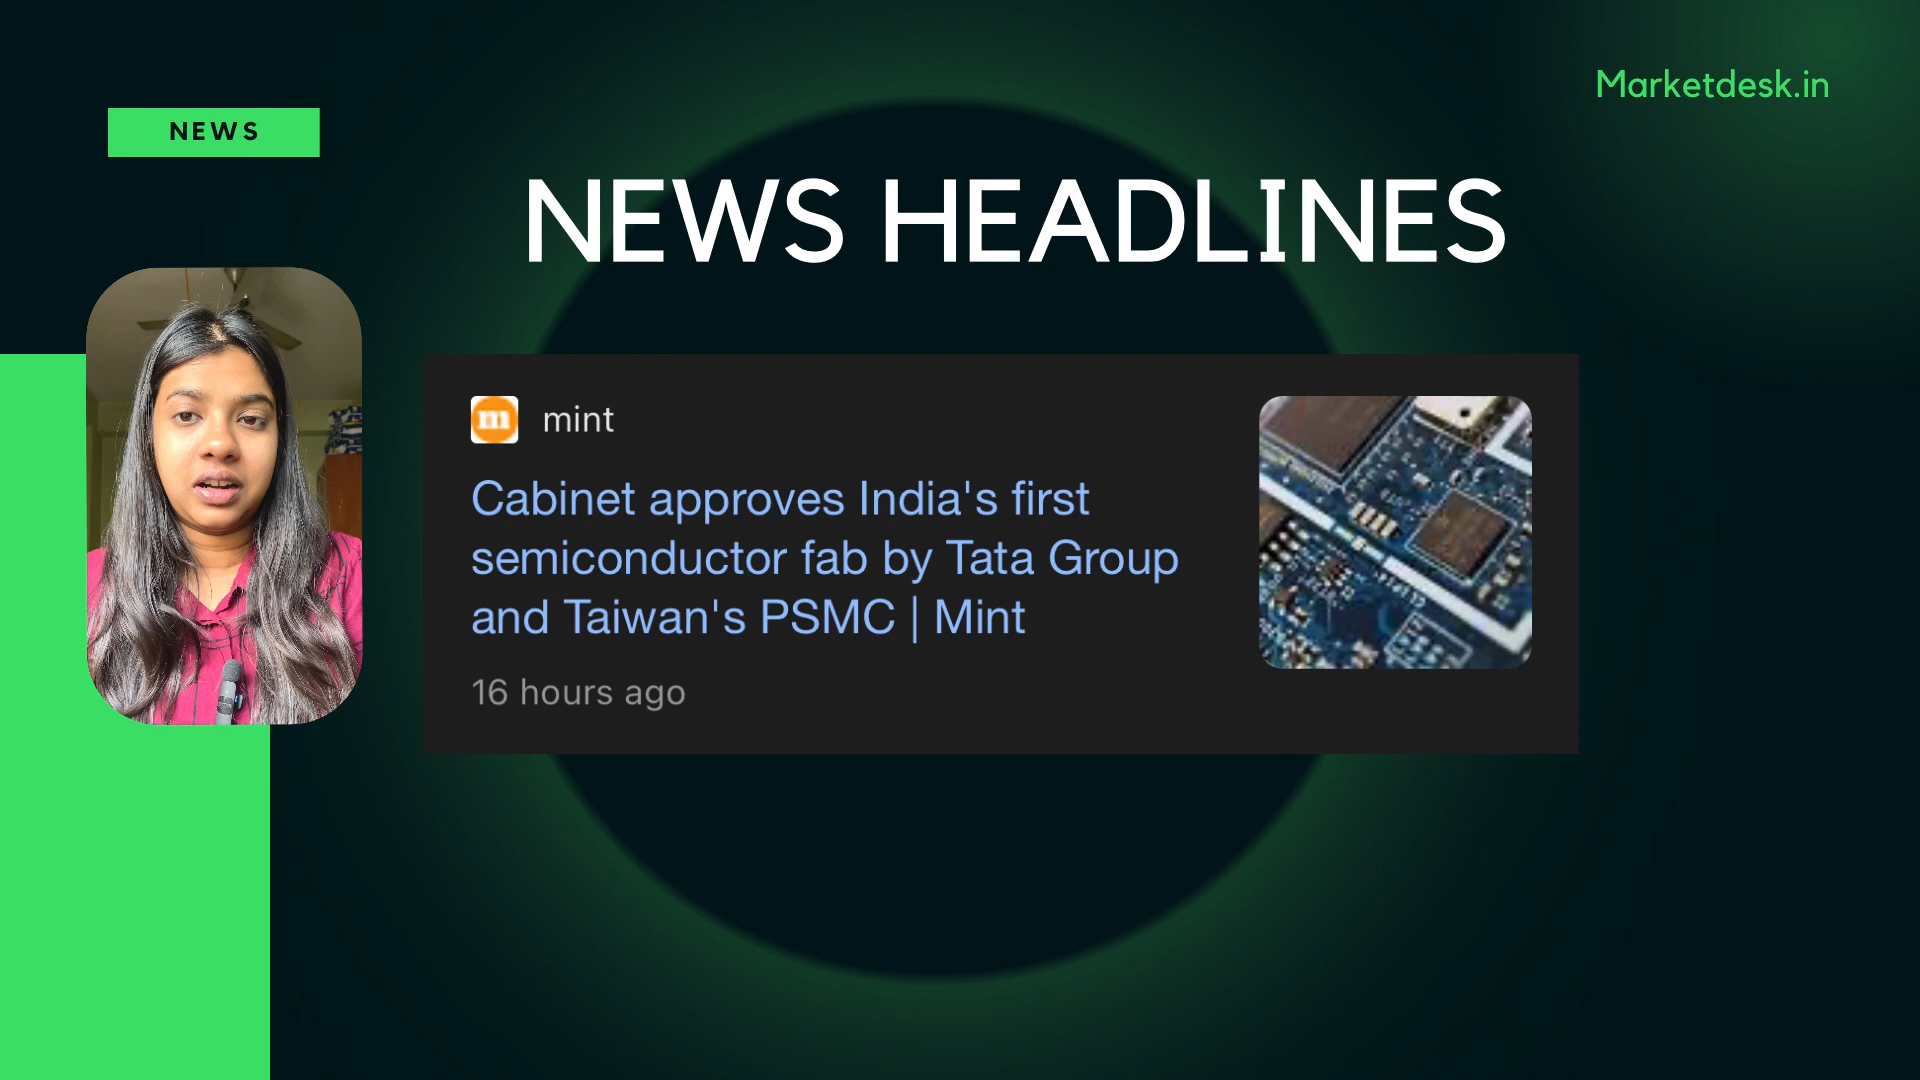 Marketdesk.in
NEWS
NEWS HEADLINES
m
mint
Cabinet approves India's first
semiconductor fab by Tata Group
and Taiwan's PSMC | Mint
16 hours ago